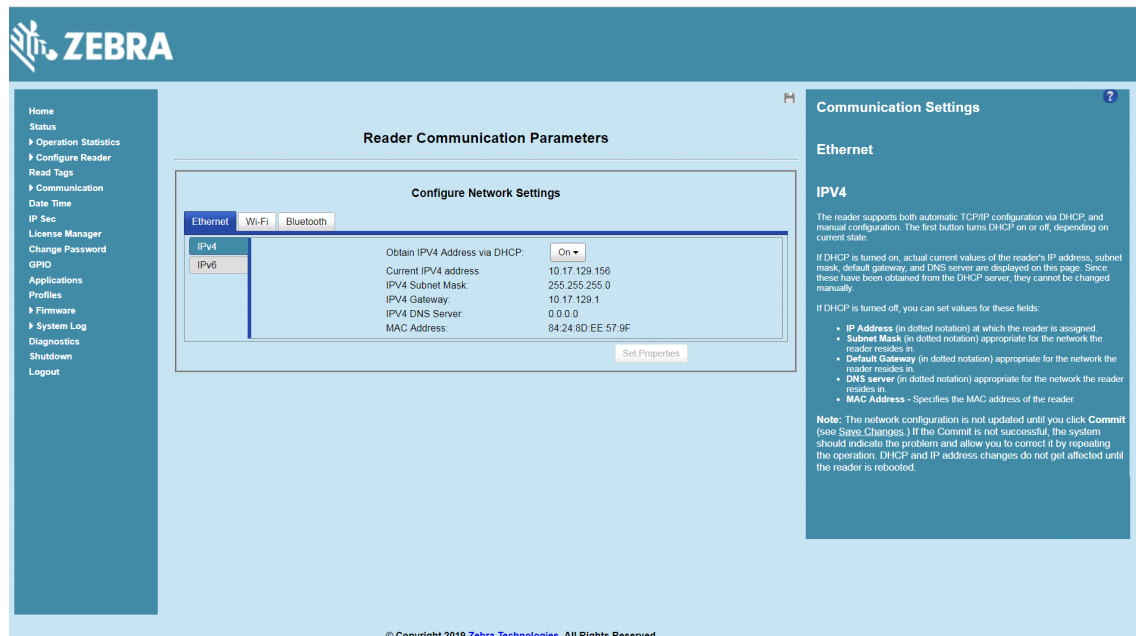 ZEBRA
Home
Status
Operation Statistics
Configure Reader
Read Tags
Communication
Date Time
IP Sec
License Manager
Change Password
GPIO
Applications
Profiles
Firmware
System Log
Diagnostics
Shutdown
Logout
Reader Communication Parameters
Configure Network Settings
Ethernet Wi-Fi Bluetooth
IPv4
IPv6
Obtain IPV4 Address via DHCP: On
Current IPV4 address 10.17.129.156
IPV4 Subnet Mask: 255.255.255.0
IPV4 Gateway: 10.17.129.1
IPV4 DNS Server: 0.0.0.0
MAC Address: 84:24:8D:EE:57:9F
Set Properties
?
Communication Settings
Ethernet
IPV4
The reader supports both automatic TCP/IP configuration via DHCP, and
manual configuration. The first button turns DHCP on or off, depending on
current state.
If DHCP is turned on, actual current values of the reader's IP address, subnet
mask, default gateway, and DNS server are displayed on this page. Since
these have been obtained from the DHCP server, they cannot be changed
manually.
If DHCP is turned off, you can set values for these fields:
• IP Address (in dotted notation) at which the reader is assigned.
• Subnet Mask (in dotted notation) appropriate for the network the
reader resides in.
• Default Gateway (in dotted notation) appropriate for the network the
reader resides in.
• DNS server (in dotted notation) appropriate for the network the reader
resides in.
• MAC Address - Specifies the MAC address of the reader.
Note: The network configuration is not updated until you click Commit
(see Save Changes.) If the Commit is not successful, the system
should indicate the problem and allow you to correct it by repeating
the operation. DHCP and IP address changes do not get affected until
the reader is rebooted.
© Copyright 2019 Zebra Technologies. All Rights Reserved